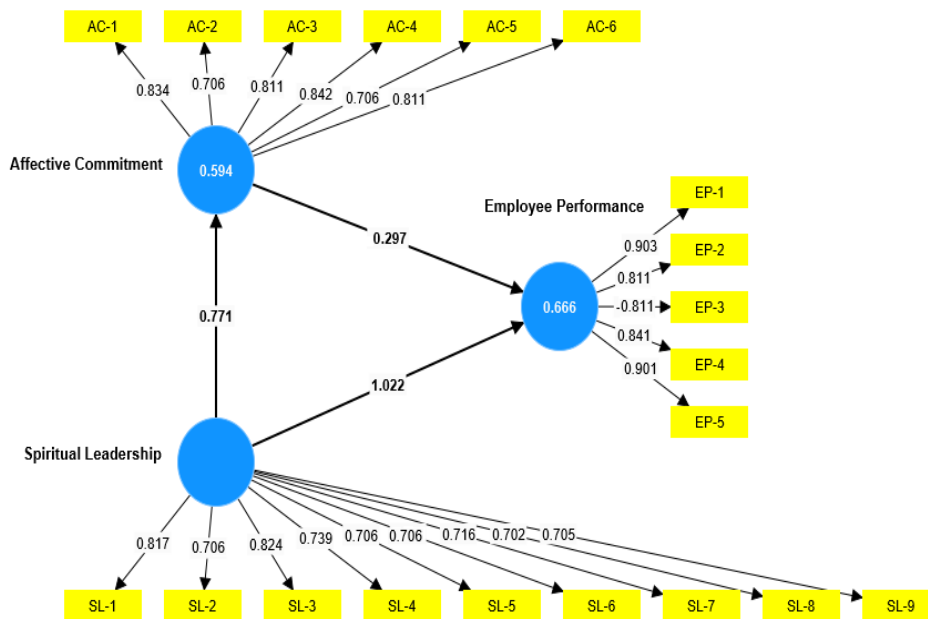 AC-1 AC-2 AC-3 AC-4 AC-5 AC-6
0.834 0.706 0.811 0.842 0.706 0.811
Affective Commitment
0.594
Employee Performance
EP-1
0.903
EP-2
0.297
0.811
0.666
-0.811
EP-3
0.771
0.841
EP-4
0.901
1.022
EP-5
Spiritual Leadership
0.817 0.706 0.824 0.739 0.706 0.706 0.716 0.702 0.705
SL-1 SL-2 SL-3 SL-4 SL-5 SL-6 SL-7 SL-8 SL-9